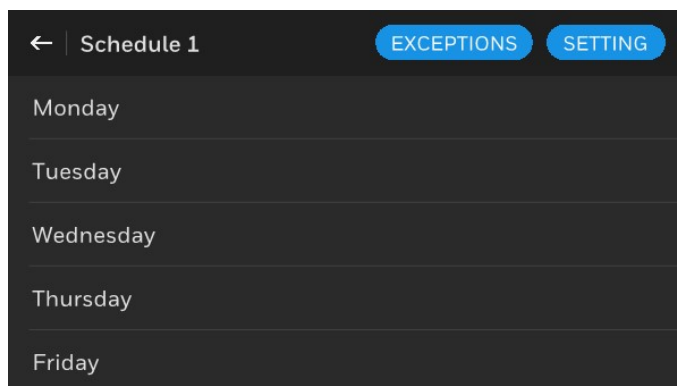 ← Schedule 1 EXCEPTIONS SETTING
Monday
Tuesday
Wednesday
Thursday
Friday